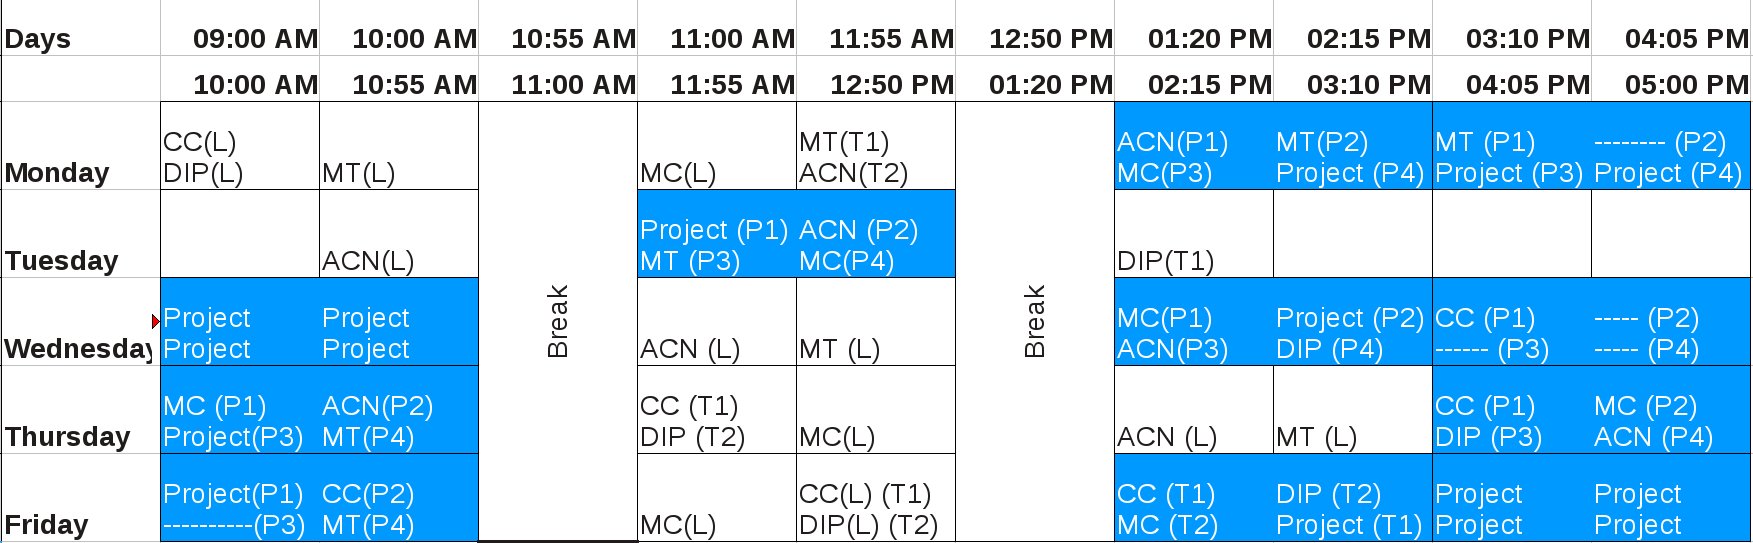 Days 09:00 AM 10:00 AM 10:55 AM 11:00 AM 11:55 AM 12:50 PM 01:20 PM 02:15 PM 03:10 PM 04:05 PM
10:00 AM 10:55 AM 11:00 AM 11:55 AM 12:50 PM 01:20 PM 02:15 PM 03:10 PM 04:05 PM 05:00 PM
CC(L) MT(T1) ACN(P1) MT(P2) MT (P1) -------- (P2)
Monday DIP(L) MT(L) MC(L) ACN(T2) MC(P3) Project (P4) Project (P3) Project (P4)
Project (P1) ACN (P2)
Tuesday ACN(L) MT (P3) MC(P4) DIP(T1)
Break Break
Project Project MC(P1) Project (P2) CC (P1) ----- (P2)
Wednesday Project Project ACN (L) MT (L) ACN(P3) DIP (P4) ------ (P3) ----- (P4)
MC (P1) ACN(P2) CC (T1) CC (P1) MC (P2)
Thursday Project(P3) MT(P4) DIP (T2) MC(L) ACN (L) MT (L) DIP (P3) ACN (P4)
Project(P1) CC(P2) CC(L) (T1) CC (T1) DIP (T2) Project Project
Friday ----------(P3) MT(P4) MC(L) DIP(L) (T2) MC (T2) Project (T1) Project Project